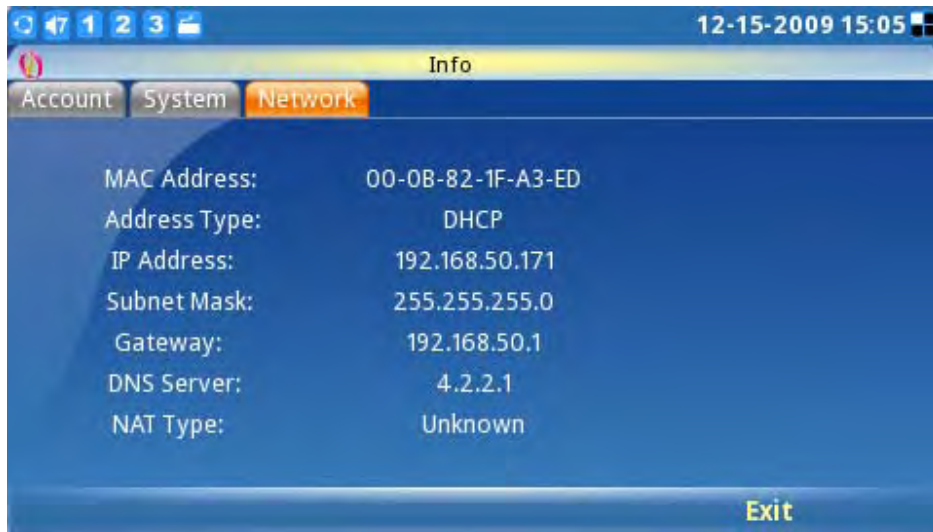 7 1 2 3 12-15-2009 15:05
Info
Account System Network
MAC Address: 00-0B-82-1F-A3-ED
Address Type: DHCP
IP Address: 192.168.50.171
Subnet Mask: 255.255.255.0
Gateway: 192.168.50.1
DNS Server: 4.2.2.1
NAT Type: Unknown
Exit